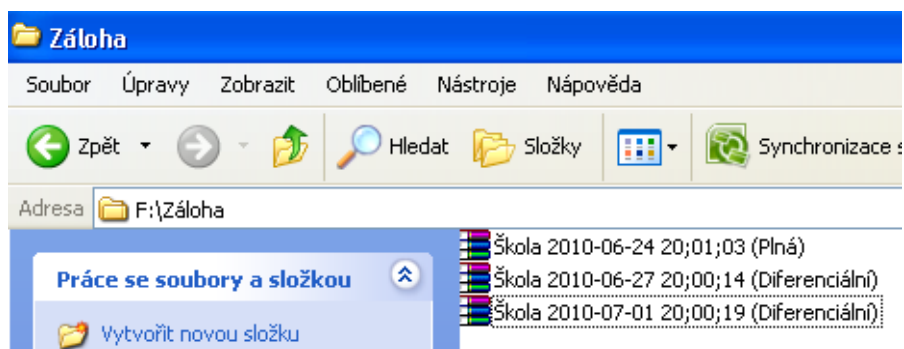 Záloha
Soubor Úpravy Zobrazit Oblíbené Nástroje Nápověda
Zpět Hledat Složky Synchronizace s
Adresa F:\Záloha
Škola 2010-06-24 20;01;03 (Plná)
Práce se soubory a složkou Škola 2010-06-27 20;00;14 (Diferenciální)
Škola 2010-07-01 20;00;19 (Diferenciální)
Vytvořit novou složku